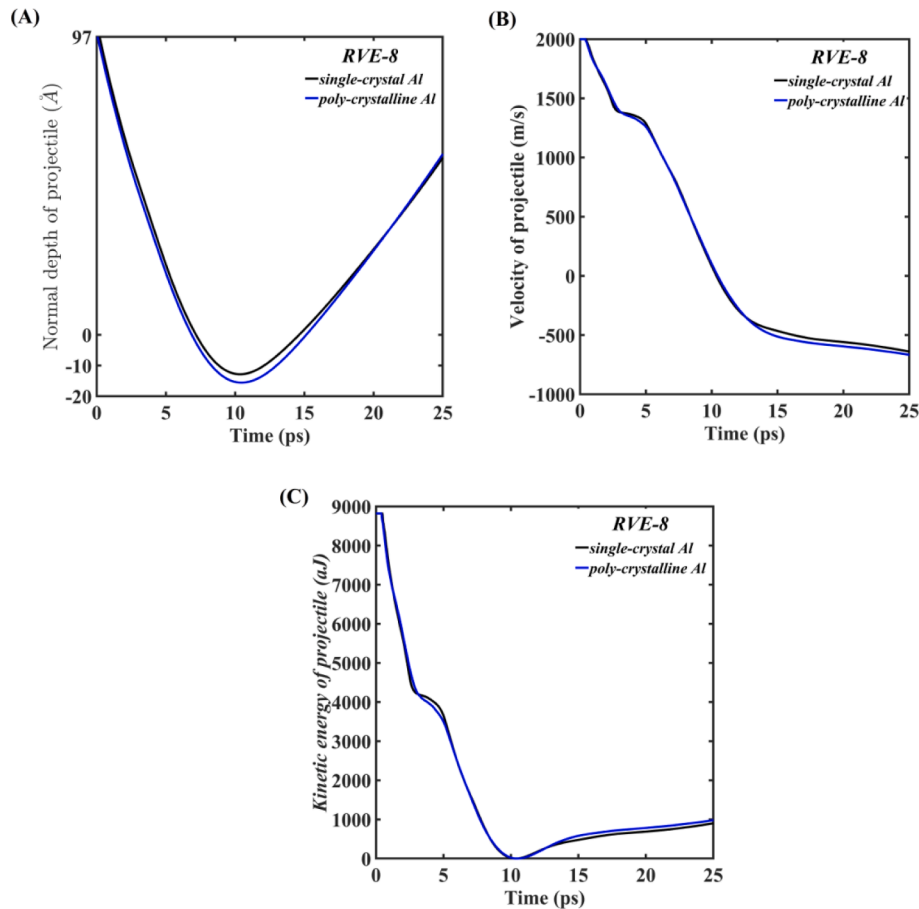 (A)
97
RVE-8
single-crystal Al
poly-crystalline Al
Normal depth of projectile (Å)
0
-10
-20
0 5 10 15 20 25
Time (ps)
(B)
2000
RVE-8
single-crystal Al
poly-crystalline Al
1500
1000
500
0
-500
-1000
Velocity of projectile (m/s)
0 5 10 15 20 25
Time (ps)
(C)
9000
RVE-8
single-crystal Al
poly-crystalline Al
8000
7000
6000
5000
4000
3000
2000
1000
0
Kinetic energy of projectile (aJ)
0 5 10 15 20 25
Time (ps)